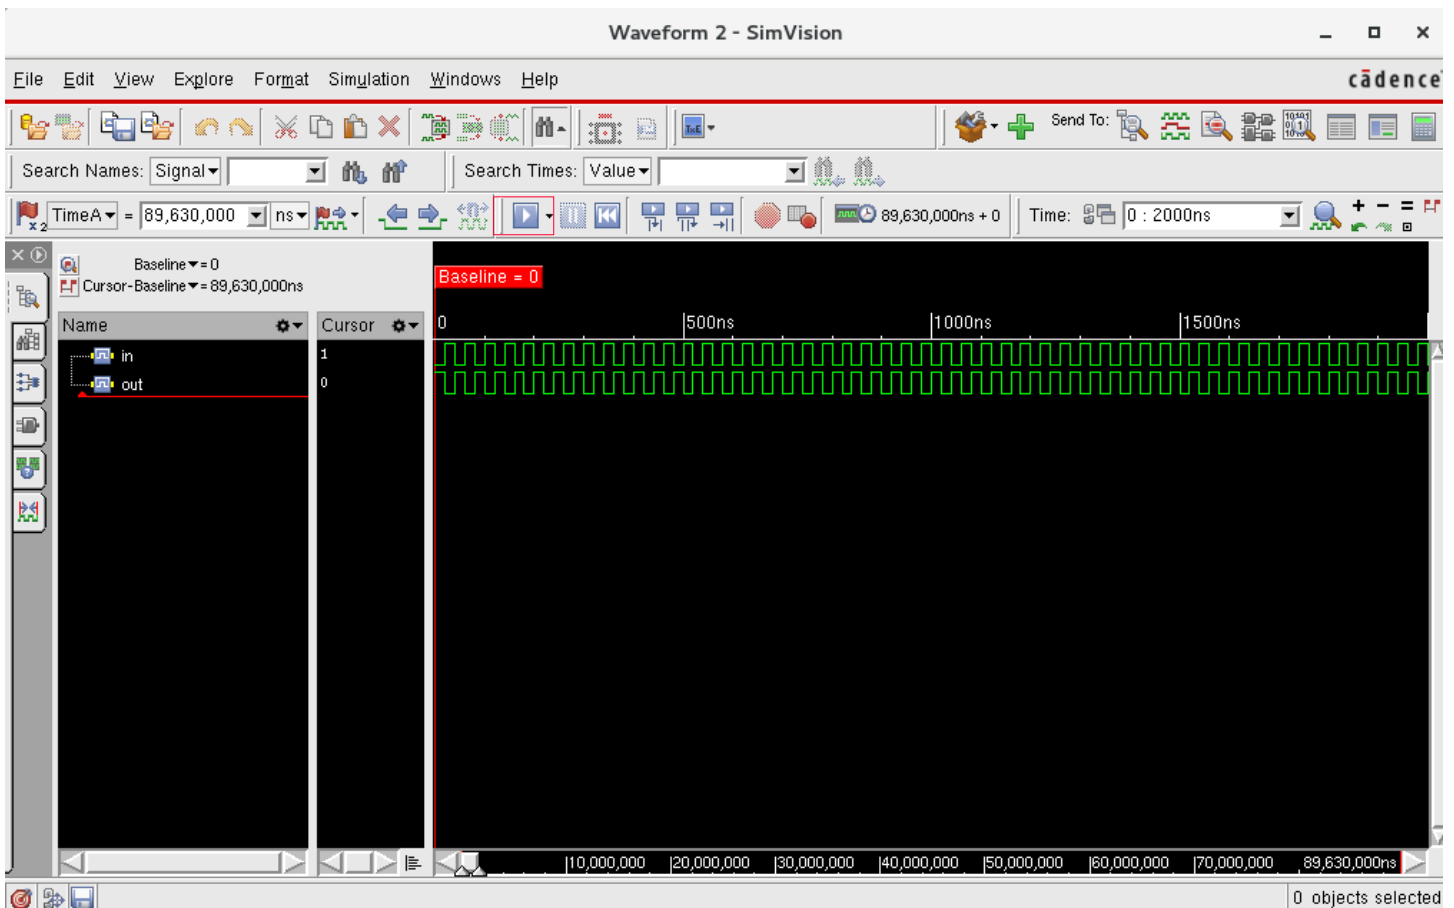 Waveform 2 - SimVision
File Edit View Explore Format Simulation Windows Help
cādence
TxE
Send To:
Search Names: Signal
Search Times: Value
x2 TimeA = 89,630,000 ns
89,630,000ns + 0
Time: 0 : 2000ns
Baseline = 0
Cursor-Baseline = 89,630,000ns
Baseline = 0
Name
Cursor
0
500ns
1000ns
1500ns
in
1
out
0
10,000,000
20,000,000
30,000,000
40,000,000
50,000,000
60,000,000
70,000,000
89,630,000ns
0 objects selected